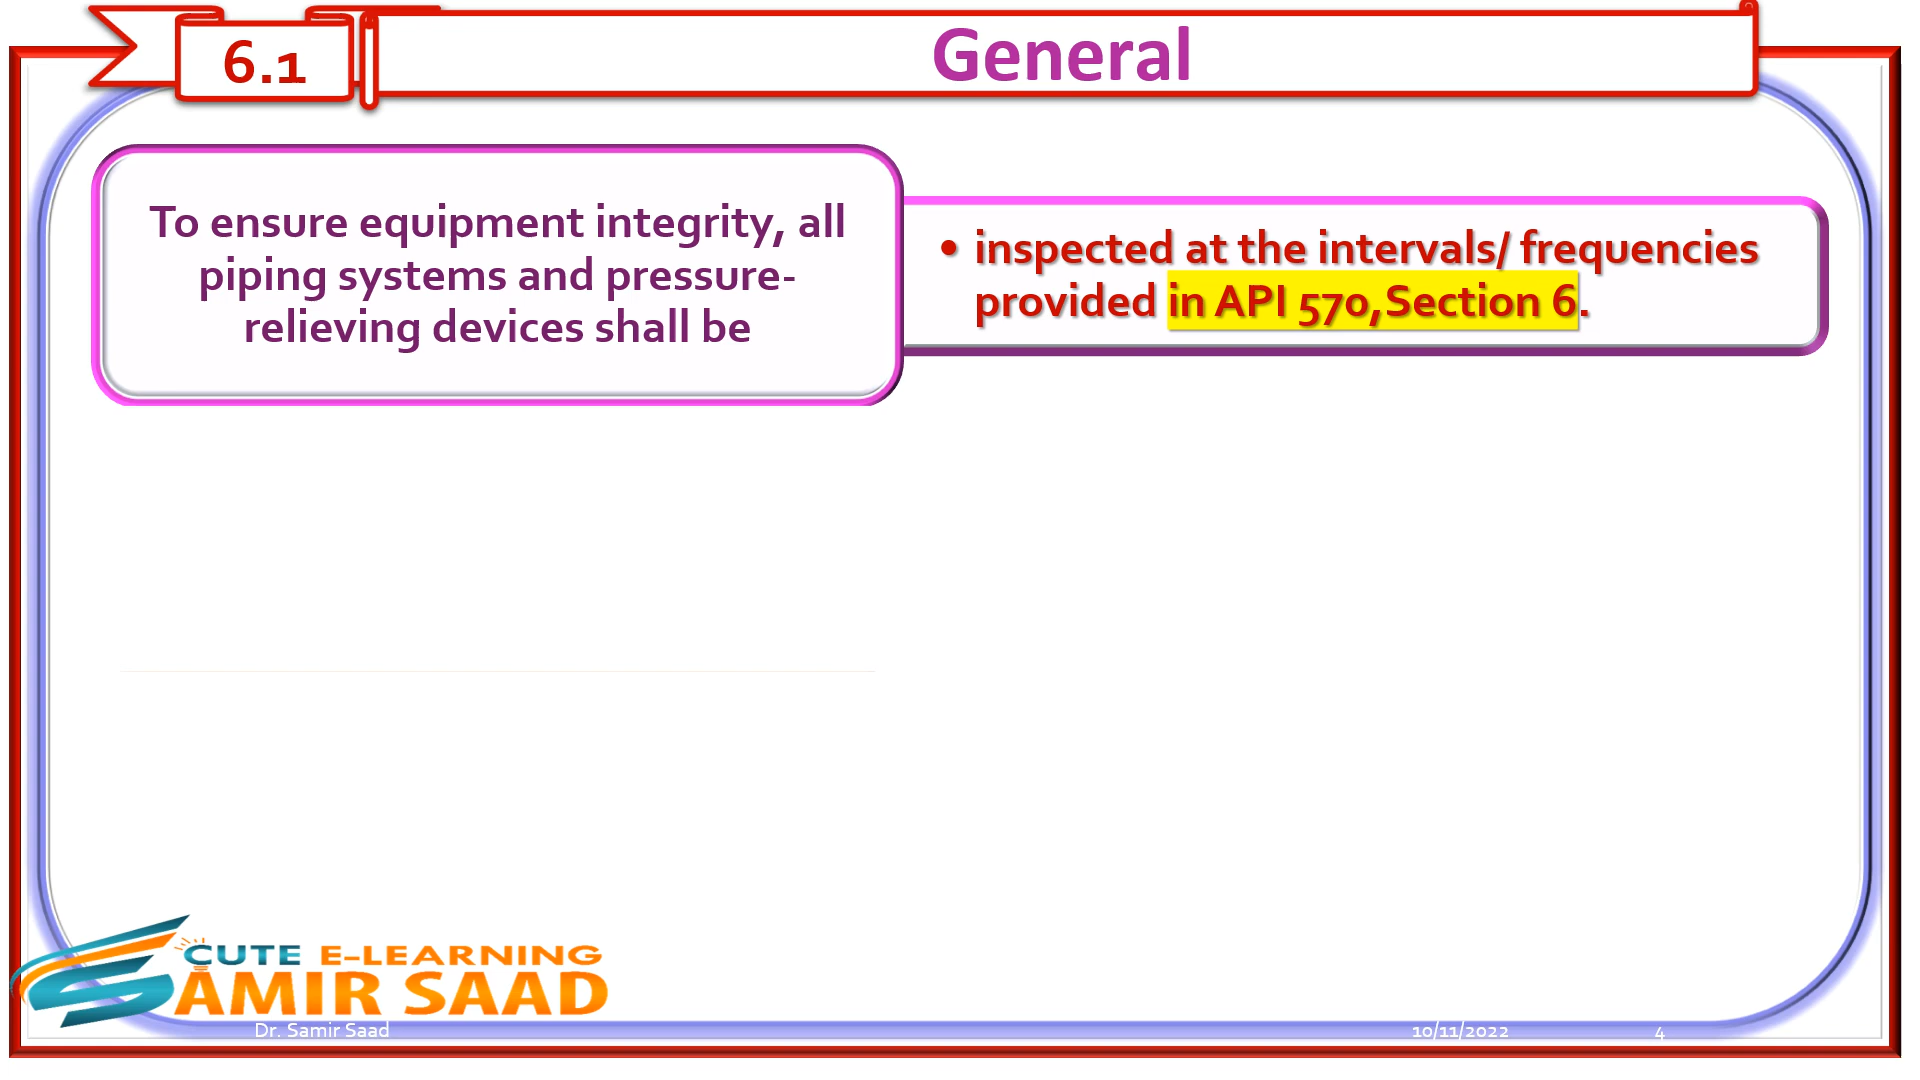 6.1
General
To ensure equipment integrity, all
piping systems and pressure-
relieving devices shall be
• inspected at the intervals/ frequencies
provided in API 570,Section 6.
CUTE E-LEARNING
SAMIR SAAD
Dr. Samir Saad
10/11/2022
4